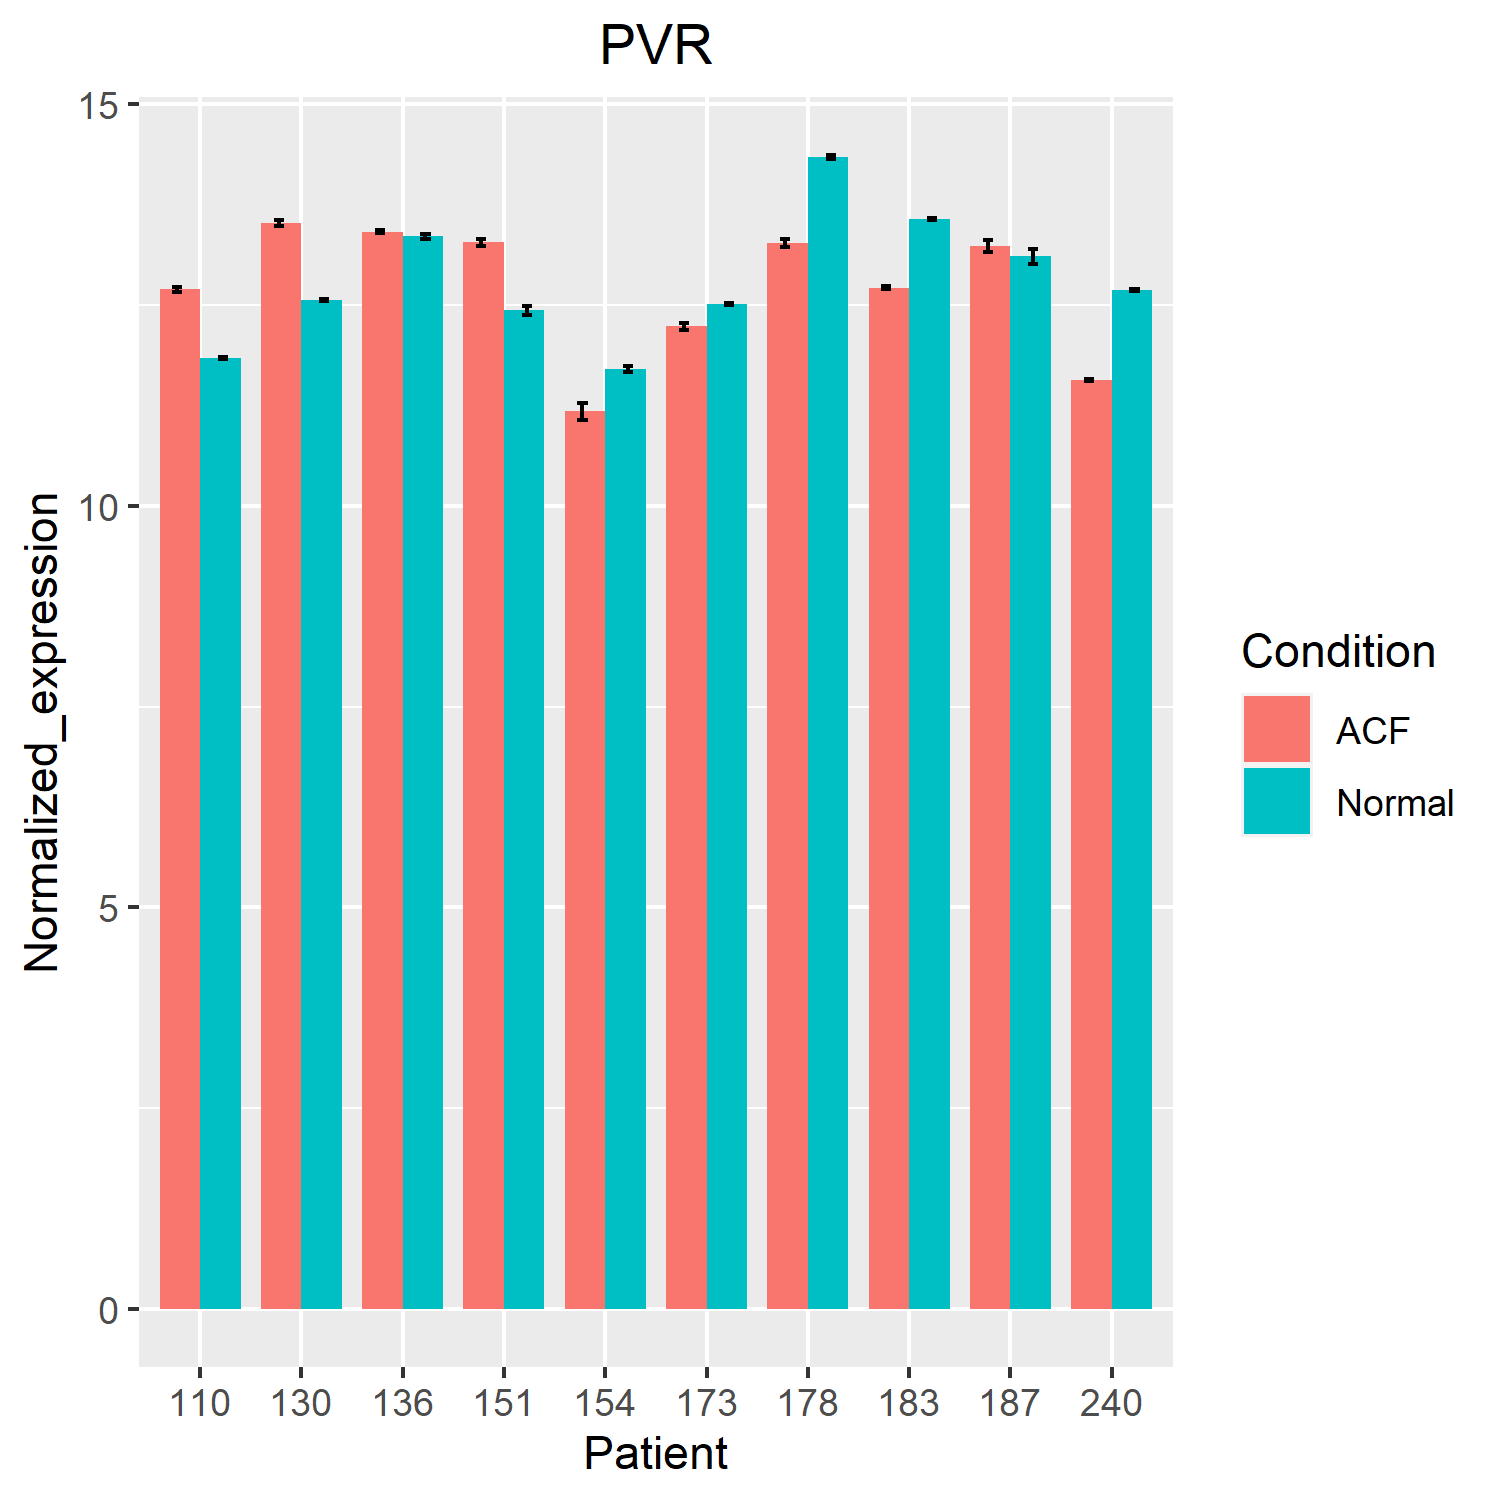 PVR
15
10
5
0
Normalized_expression
110 130 136 151 154 173 178 183 187 240
Patient
Condition
ACF
Normal